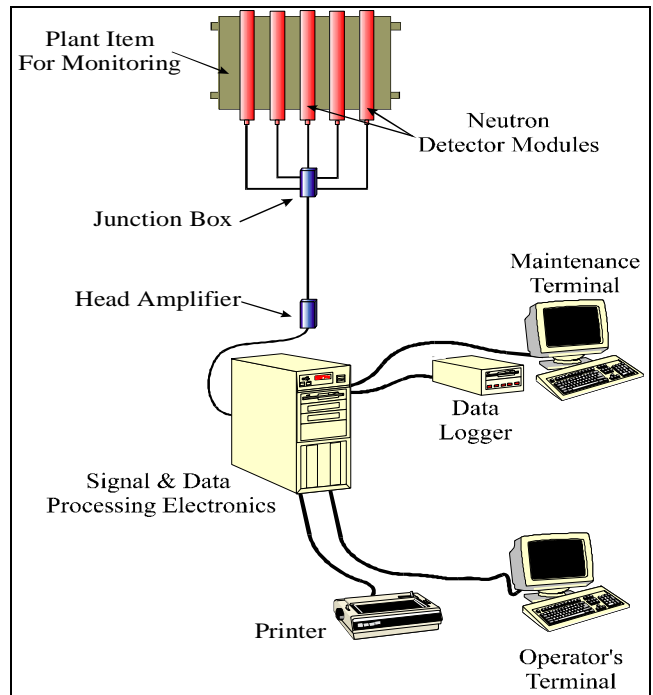 Plant Item
For Monitoring
Neutron
Detector Modules
Junction Box
Head Amplifier
Maintenance
Terminal
Data
Logger
Signal & Data
Processing Electronics
Printer
Operator's
Terminal